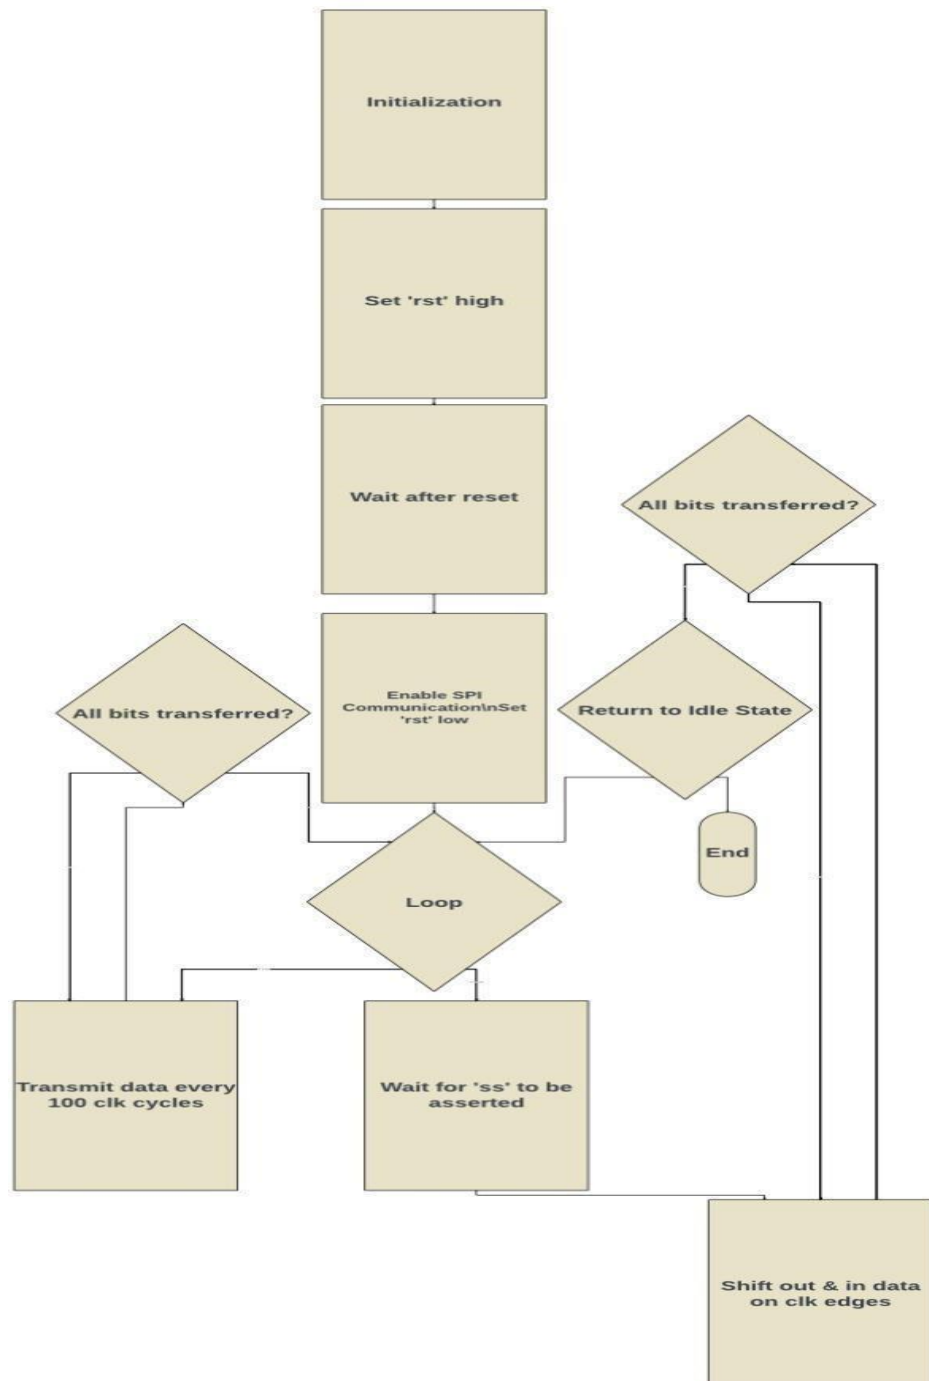 Initialization
Set 'rst' high
Wait after reset
All bits transferred?
Enable SPI
Communication\nSet
'rst' low
All bits transferred?
Return to Idle State
End
Loop
Transmit data every
100 clk cycles
Wait for 'ss' to be
asserted
Shift out & in data
on clk edges